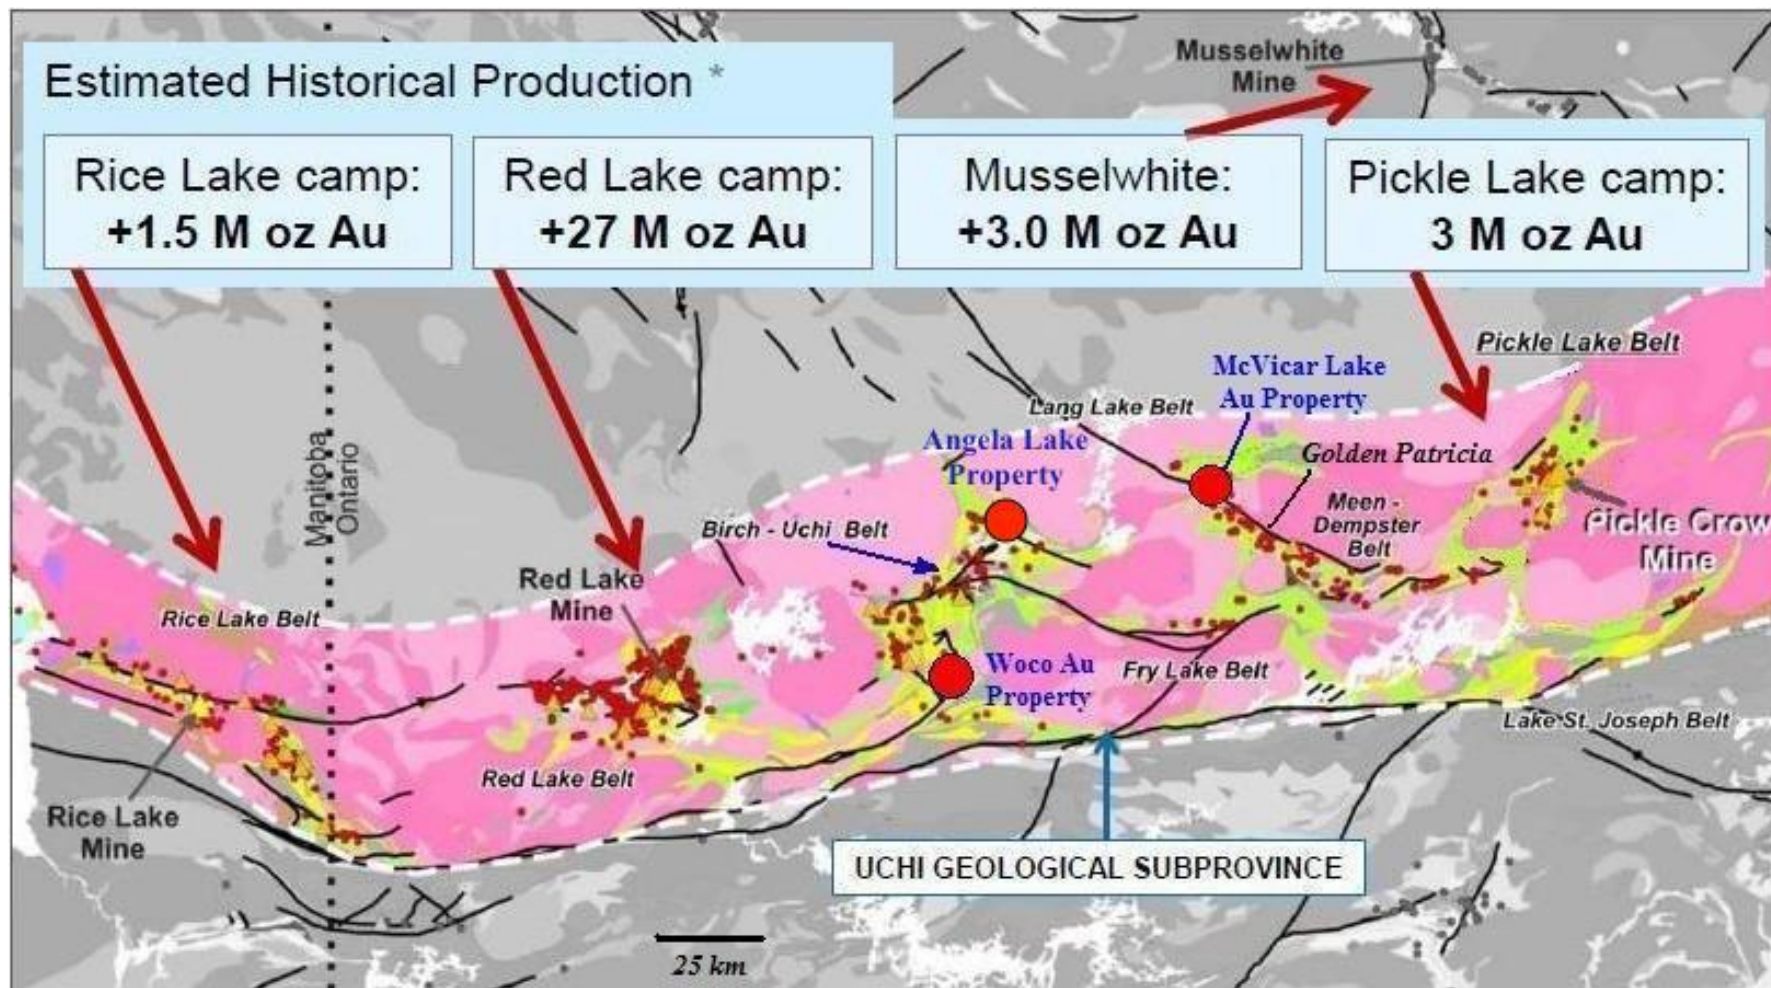 Musselwhite
Mine
Estimated Historical Production *
Rice Lake camp:
+1.5 M oz Au
Red Lake camp:
+27 M oz Au
Musselwhite:
+3.0 M oz Au
Pickle Lake camp:
3 M oz Au
Pickle Lake Belt
McVicar Lake
Au Property
Lang Lake Belt
Angela Lake
Property
Golden Patricia
Manitoba
Ontario
Meen -
Dempster
Belt
Birch - Uchi Belt
Pickle Crow
Mine
Red Lake
Mine
Rice Lake Belt
Woco Au
Property
Fry Lake Belt
Lake St. Joseph Belt
Red Lake Belt
Rice Lake
Mine
UCHI GEOLOGICAL SUBPROVINCE
25 km